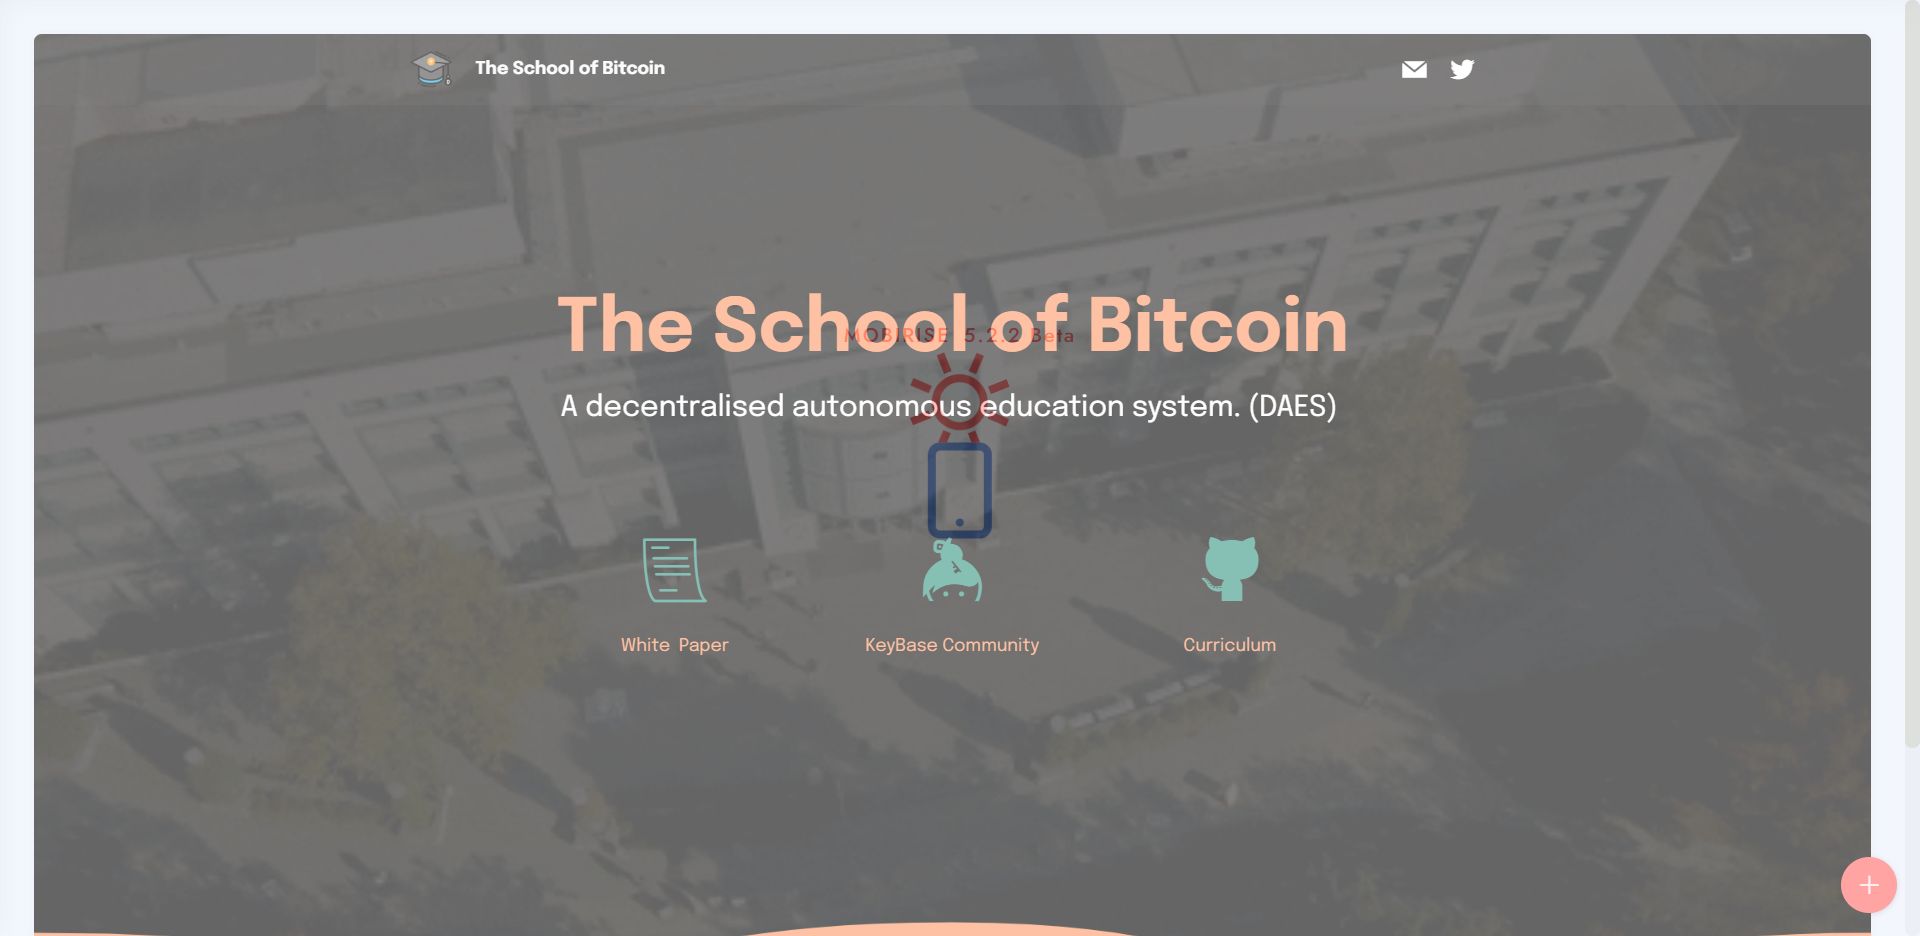 The School of Bitcoin
The School of Bitcoin
MOBIRISE 5.2.2 Beta
A decentralised autonomous education system. (DAES)
White Paper
KeyBase Community
Curriculum